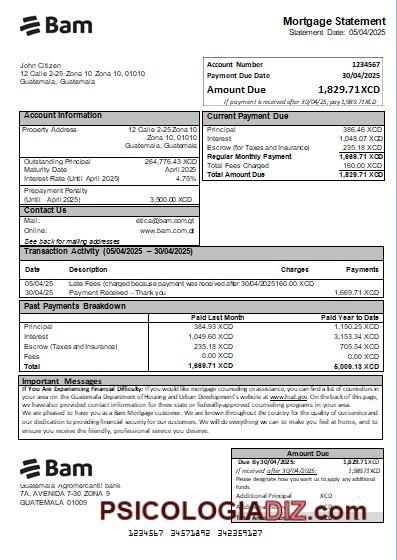 Bam
Mortgage Statement
Statement Date: 05/04/2025
John Citizen
12 Calle 2-25 Zona 10 Zona 10, 01010
Guatemala, Guatemala
Account Number 1234567
Payment Due Date 30/04/2025
Amount Due 1,829.71 XCD
If payment is received after 30/04/25, pay 1,989.71 XCD
Account Information
Property Address 12 Calle 2-25 Zona 10
Zona 10, 01010
Guatemala, Guatemala
Outstanding Principal 264,776.43 XCD
Maturity Date April 2025
Interest Rate (Until April 2025) 4.75%
Prepayment Penalty
(Until April 2025) 3,500.00 XCD
Contact Us
Mail: etica@bam.com.gt
Online: www.bam.com.gt
See back for mailing addresses
Current Payment Due
Principal 386.46 XCD
Interest 1,048.07 XCD
Escrow (for Taxes and Insurance) 235.18 XCD
Regular Monthly Payment 1,669.71 XCD
Total Fees Charged 160.00 XCD
Total Amount Due 1,829.71 XCD
Transaction Activity (05/04/2025 – 30/04/2025)
Date Description Charges Payments
05/04/25 Late Fees (charged because payment was received after 30/04/2025 160.00 XCD
30/04/25 Payment Received – Thank you 1,669.71 XCD
Past Payments Breakdown
Paid Last Month Paid Year to Date
Principal 384.93 XCD 1,150.25 XCD
Interest 1,049.60 XCD 3,153.34 XCD
Escrow (Taxes and Insurance) 235.18 XCD 705.54 XCD
Fees 0.00 XCD 0.00 XCD
Total 1,669.71 XCD 5,009.13 XCD
Important Messages
If You Are Experiencing Financial Difficulty: If you would like mortgage counseling or assistance, you can find a list of counselors in
your area on the Guatemala Department of Housing and Urban Development's website at www.hud.gov. On the back of this page,
we have also provided contact information for three state or federally-approved counseling programs in your area.
We are pleased to have you as a Bam Mortgage customer. We are known throughout the country for the quality of our service and
our dedication to providing financial security for our customers. We will do everything we can to make you feel at home, and to
ensure you receive the friendly, professional service you deserve.
Bam
Guatemala Agromercantil bank
7A. AVENIDA 7-30 ZONA 9
GUATEMALA 01009
Amount Due
Due By 30/04/2025: 1,829.71 XCD
If received after 30/04/2025: 1,989.71 XCD
Please designate how you want us to apply any additional
funds.
Additional Principal XCD
XCD
PSICOLOGIADIZ.com
1234567 34571892 342359127